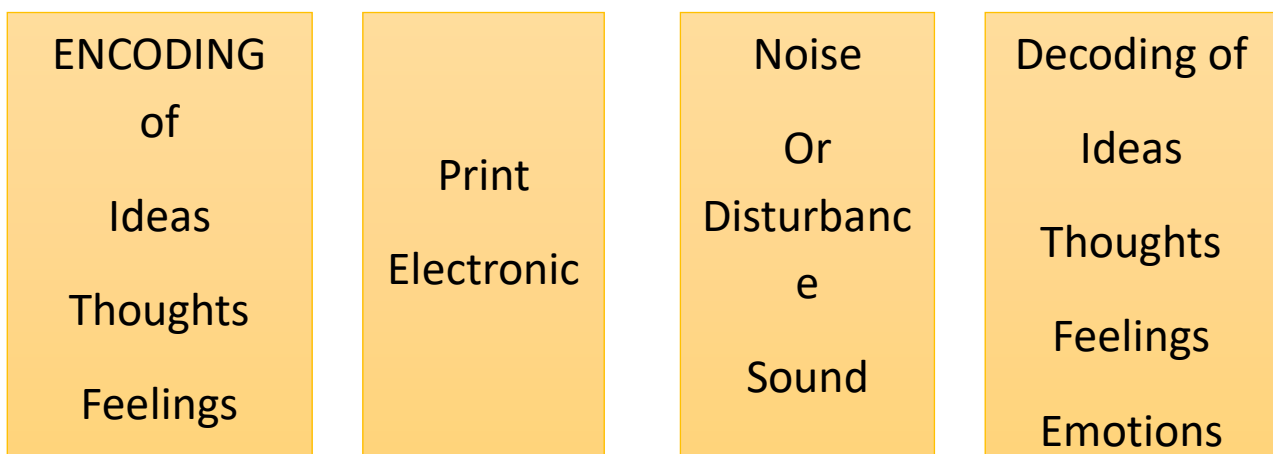 ENCODING
of
Ideas
Thoughts
Feelings
Print
Electronic
Noise
Or
Disturbanc
e
Sound
Decoding of
Ideas
Thoughts
Feelings
Emotions